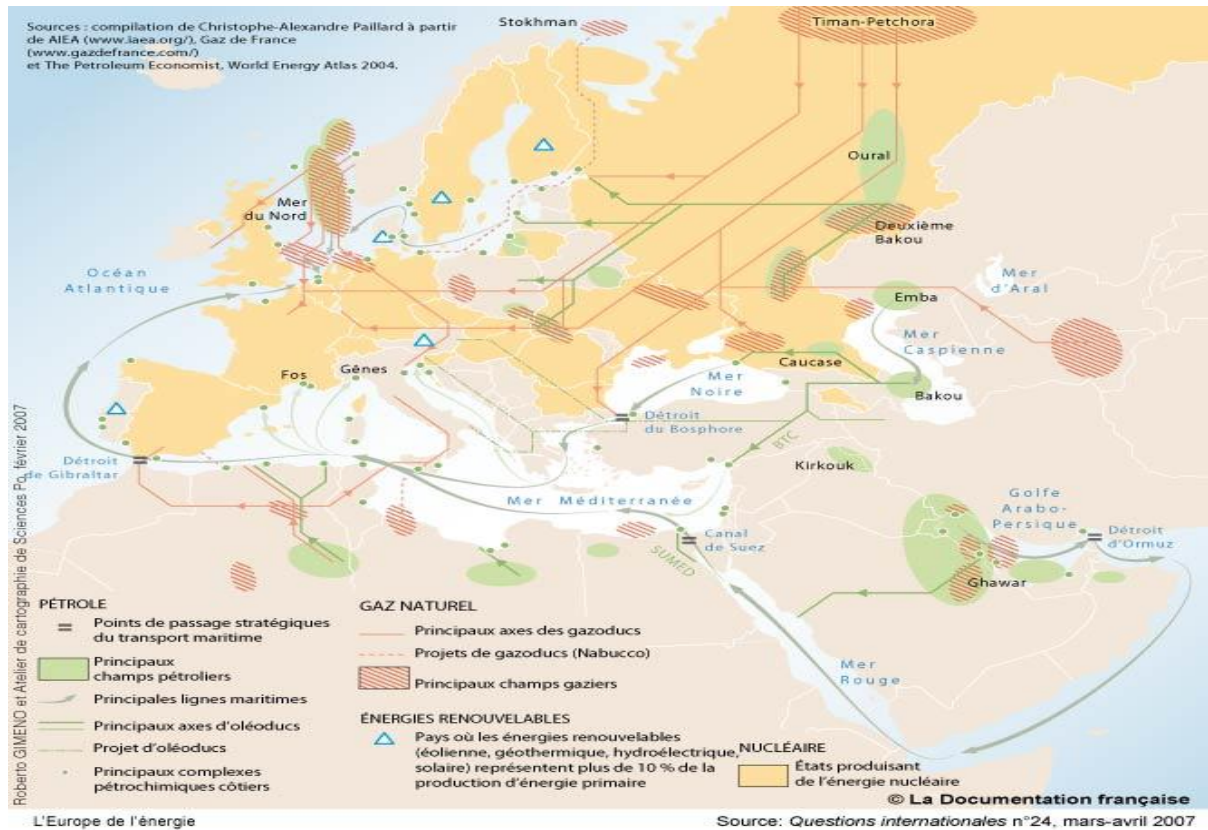 Sources : compilation de Christophe-Alexandre Paillard à partir
de AIEA (www.iaea.org/), Gaz de France
(www.gazdefrance.com/)
et The Petroleum Economist, World Energy Atlas 2004.
Stokhman
Timan-Petchora
Oural
Mer
du Nord
Deuxième
Bakou
Océan
Atlantique
Mer
d'Aral
Emba
Mer
Caspienne
Caucase
Fos
Gênes
Mer
Noire
Bakou
Détroit
du Bosphore
BTC
Détroit
de Gibraltar
Kirkouk
Mer Méditerranée
Golfe
Arabo-
Persique
Détroit
d'Ormuz
Canal
de Suez
SUMED
Ghawar
Mer
Rouge
PÉTROLE
Points de passage stratégiques
du transport maritime
Principaux
champs pétroliers
Principales lignes maritimes
Principaux axes d'oléoducs
Projet d'oléoducs
Principaux complexes
pétrochimiques côtiers
GAZ NATUREL
Principaux axes des gazoducs
Projets de gazoducs (Nabucco)
Principaux champs gaziers
ÉNERGIES RENOUVELABLES
Pays où les énergies renouvelables
(éolienne, géothermique, hydroélectrique,
solaire) représentent plus de 10 % de la
production d'énergie primaire
NUCLÉAIRE
États produisant
de l'énergie nucléaire
Roberto GIMENO et Atelier de cartographie de Sciences Po, février 2007
© La Documentation française
L'Europe de l'énergie
Source: Questions internationales n°24, mars-avril 2007